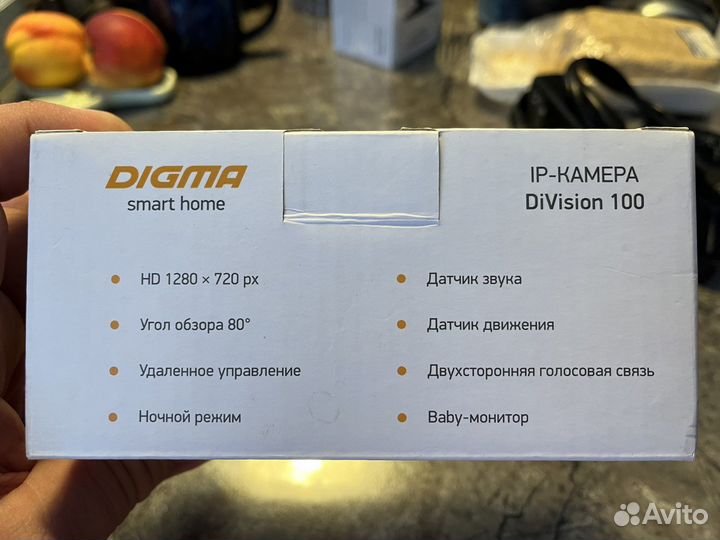 DIGMA
smart home
IP-КАМЕРА
DiVision 100
HD 1280 × 720 px
Угол обзора 80°
Удаленное управление
Ночной режим
Датчик звука
Датчик движения
Двухсторонняя голосовая связь
Baby-монитор
Avito